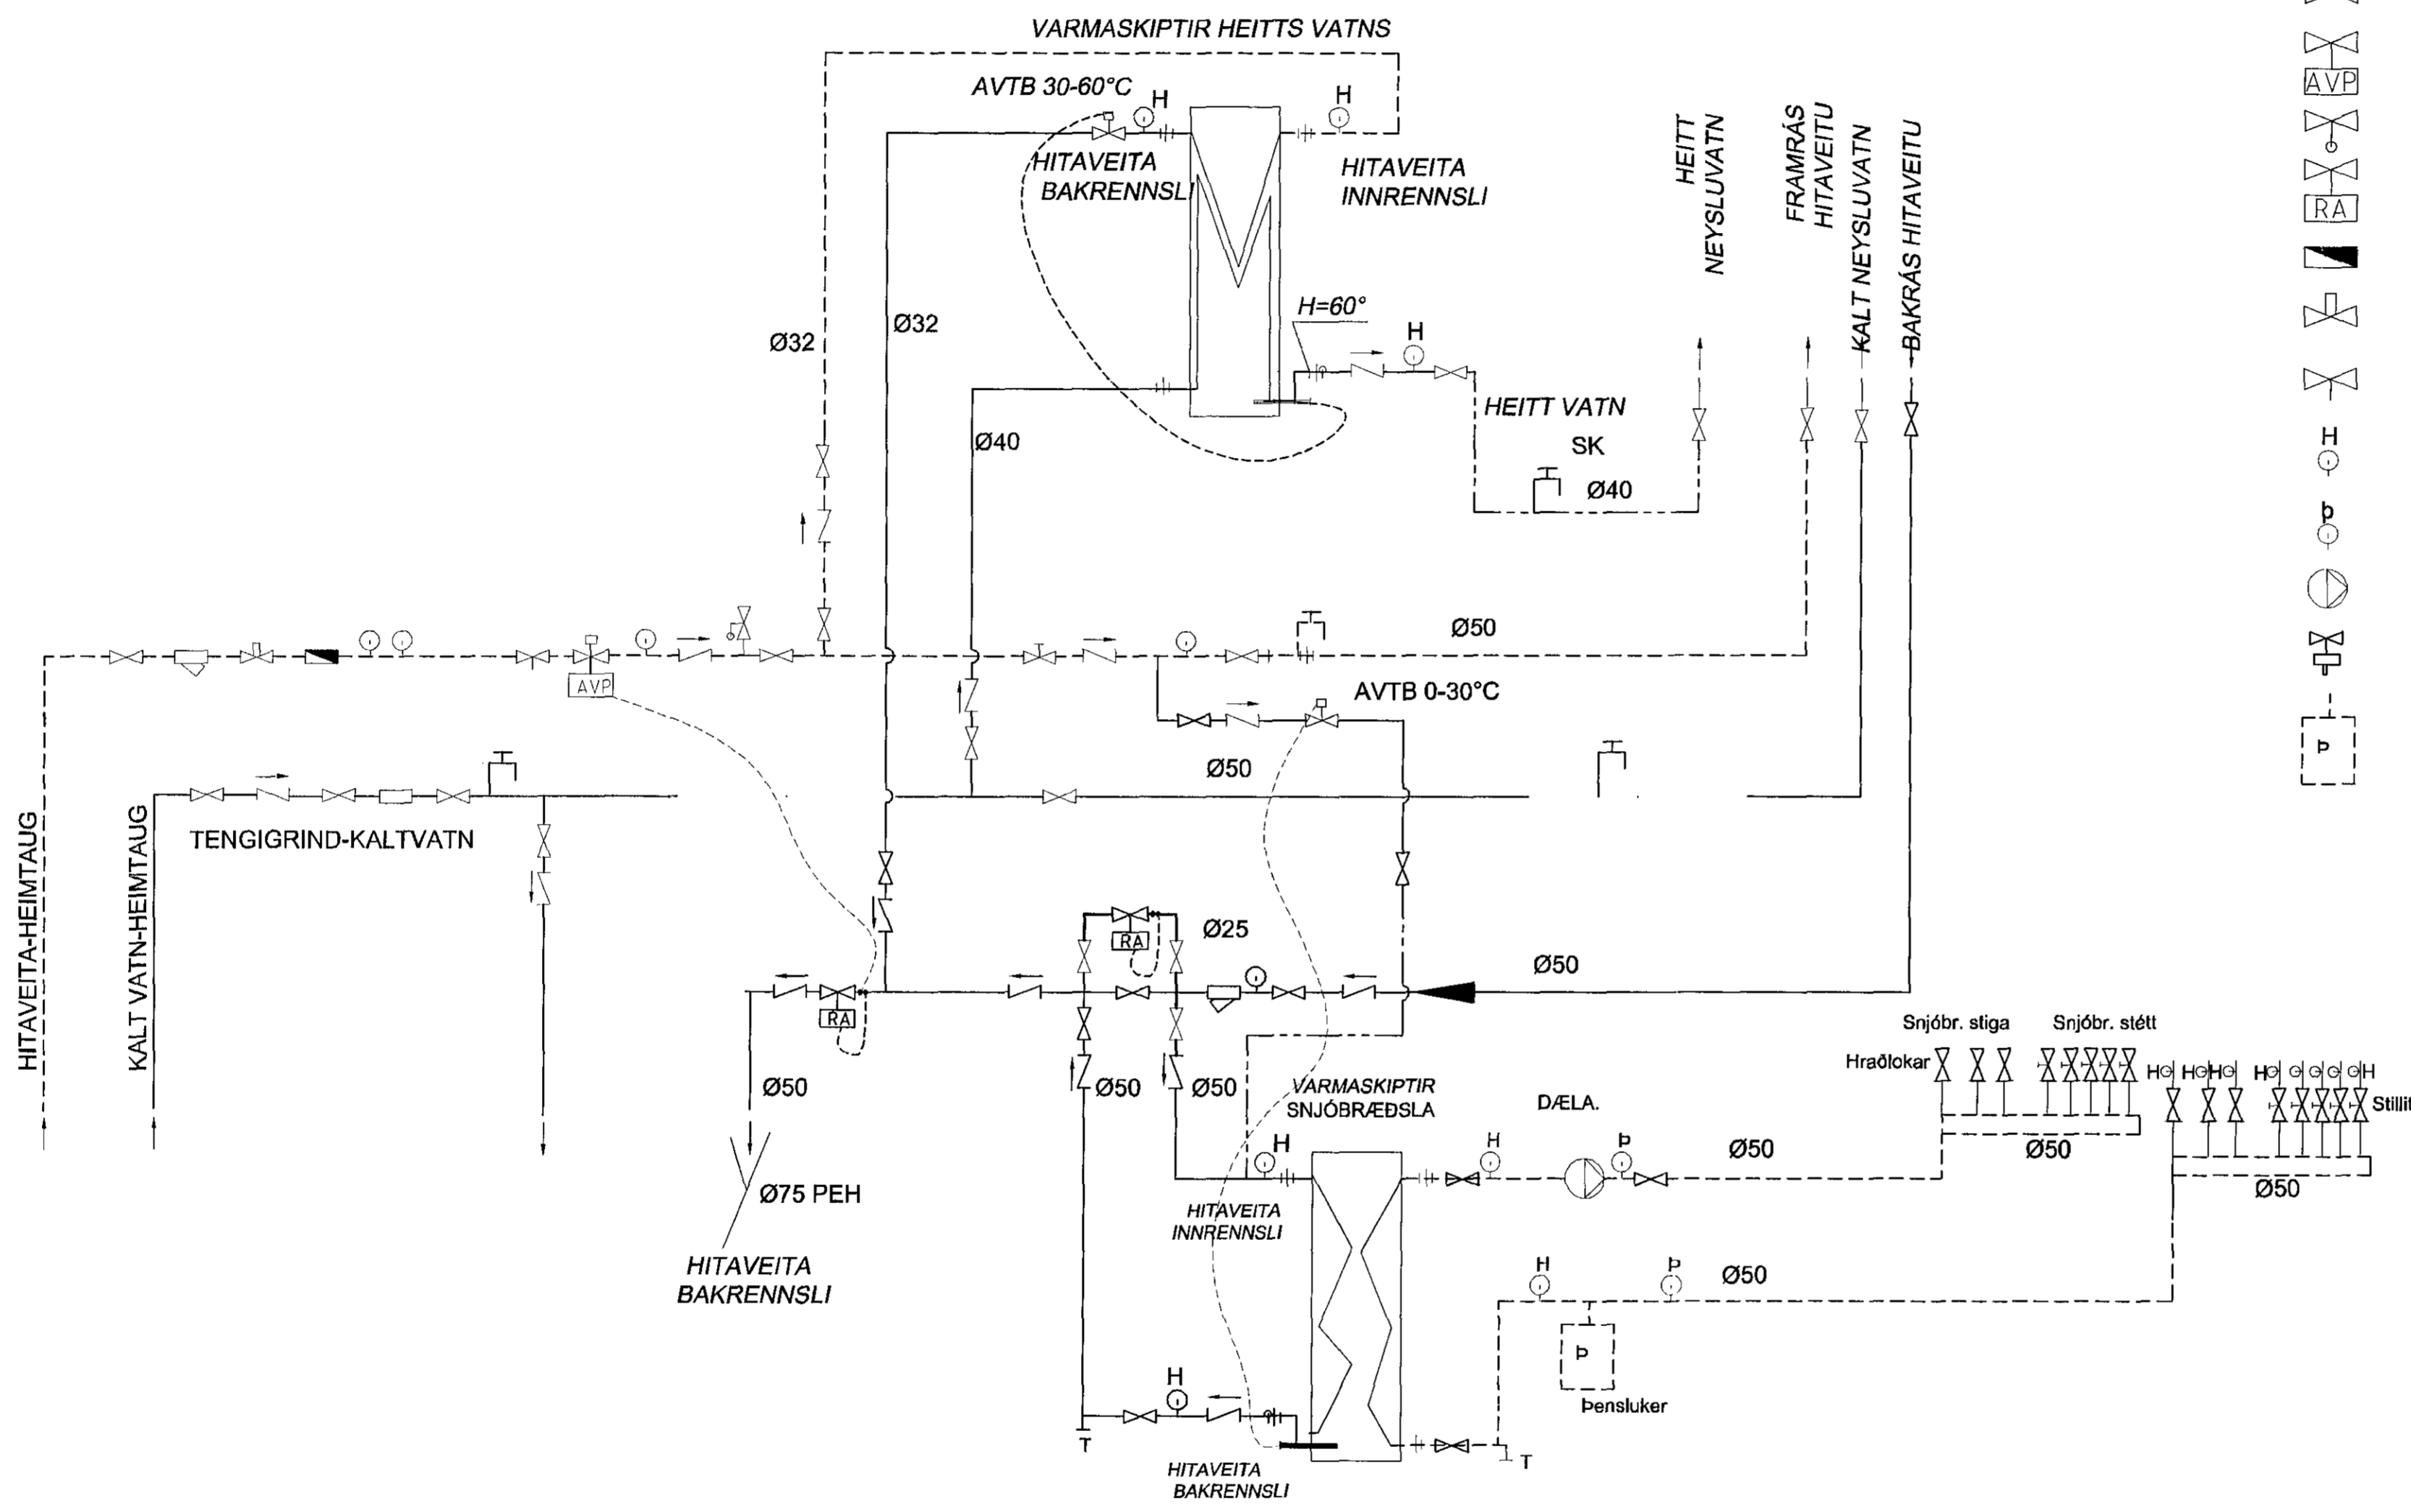 VARMASKIPTIR HEITTS VATNS
AVTB 30-60°C
H
H
AVP
HITAVEITA
BAKRENNSLI
HITAVEITA
INNRENNSLI
HEITT
NEYSLUVATN
FRAMRÁS
HITAVEITU
KALT NEYSLUVATN
BAKRÁS HITAVEITU
RA
H=60°
H
Ø32
Ø32
HEITT VATN
SK
Ø40
Ø40
H
Þ
Ø50
AVP
AVTB 0-30°C
Þ
Ø50
HITAVEITA-HEIMTAUG
KALT VATN-HEIMTAUG
TENGIGRIND-KALTVATN
RA
Ø25
Ø50
RA
Snjóbr. stiga
Snjóbr. stétt
Hraðlokar
H
H
H
H
H
Stillit
Ø50
Ø50
Ø50
VARMASKIPTIR
SNJÓBRÆÐSLA
DÆLA.
H
H
Þ
Ø50
Ø50
Ø50
Ø75 PEH
HITAVEITA
BAKRENNSLI
HITAVEITA
INNRENNSLI
H
Þ
Ø50
Þ
Þensluker
H
T
T
HITAVEITA
BAKRENNSLI